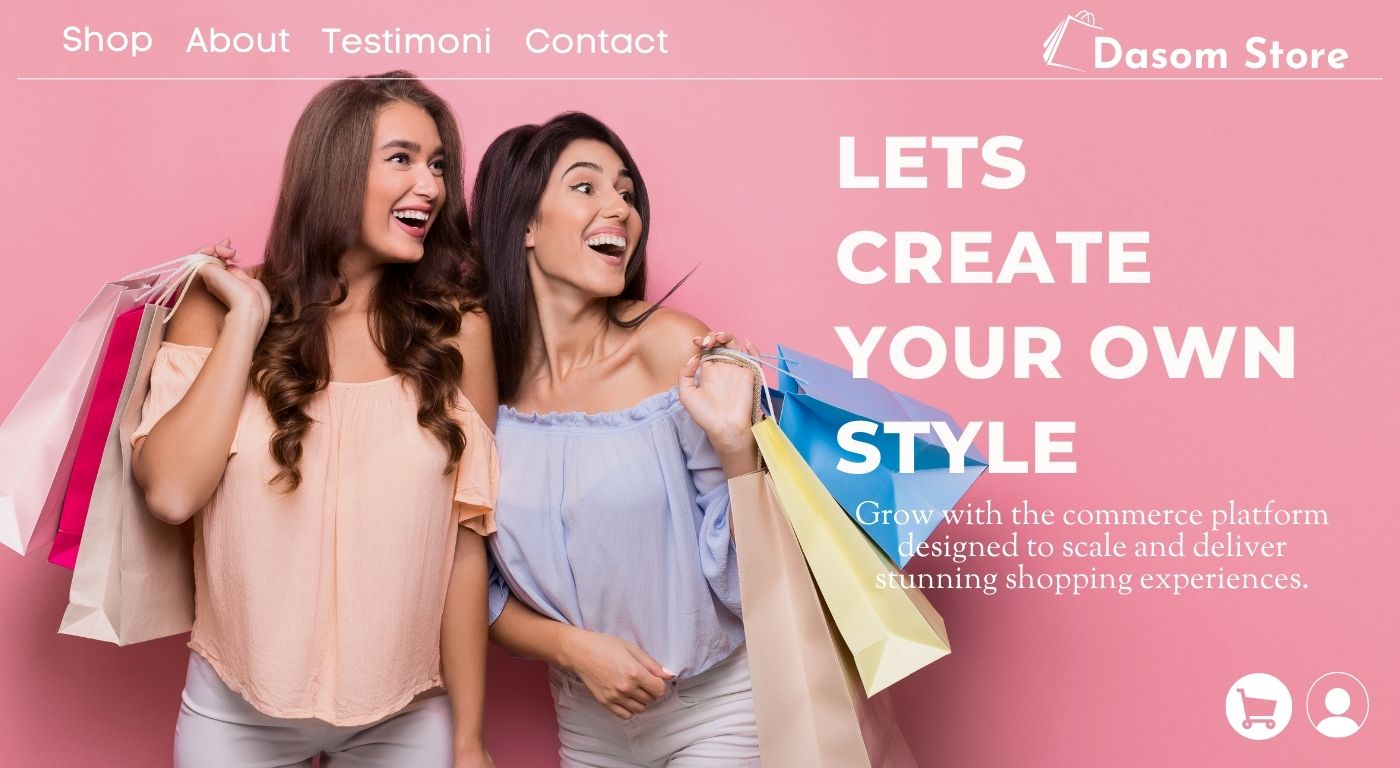 Shop About Testimoni Contact
Dasom Store
LETS
CREATE
YOUR OWN
STYLE
Grow with the commerce platform
designed to scale and deliver
stunning shopping experiences.